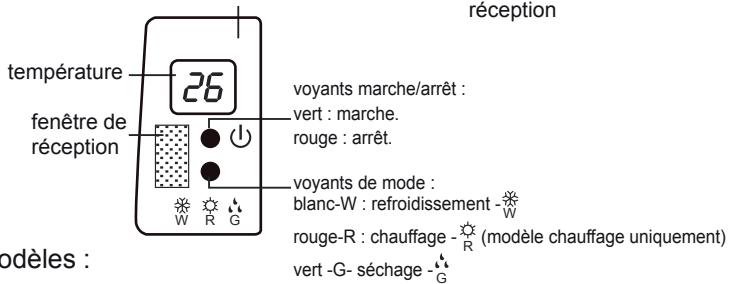 réception
température
26
voyants marche/arrêt :
vert : marche.
rouge : arrêt.
fenêtre de
réception
voyants de mode :
blanc-W : refroidissement - W
W R G
rouge-R : chauffage - R (modèle chauffage uniquement)
odèles :
vert -G- séchage - G